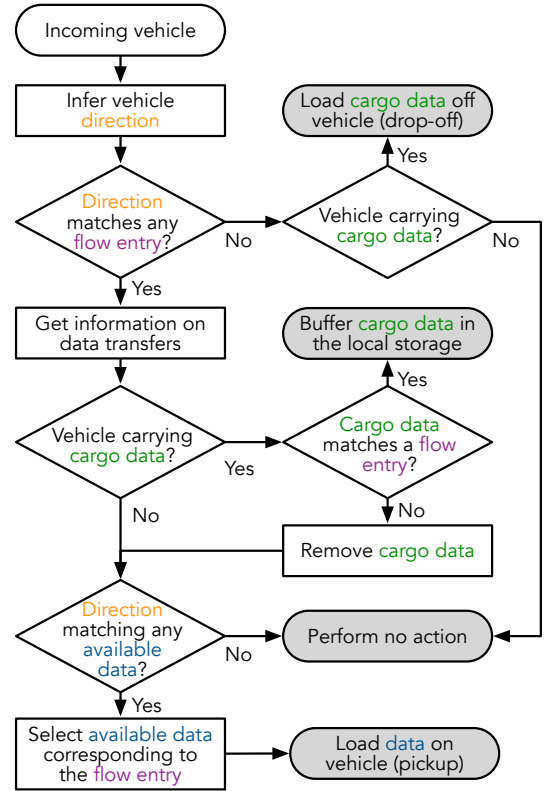 Incoming vehicle
Infer vehicle
direction
Load cargo data off
vehicle (drop-off)
Yes
Direction
matches any
flow entry?
No
Vehicle carrying
cargo data?
No
Yes
Get information on
data transfers
Buffer cargo data in
the local storage
Yes
Vehicle carrying
cargo data?
Yes
Cargo data
matches a flow
entry?
No
No
Remove cargo data
Direction
matching any
available
data?
No
Perform no action
Yes
Select available data
corresponding to
the flow entry
Load data on
vehicle (pickup)